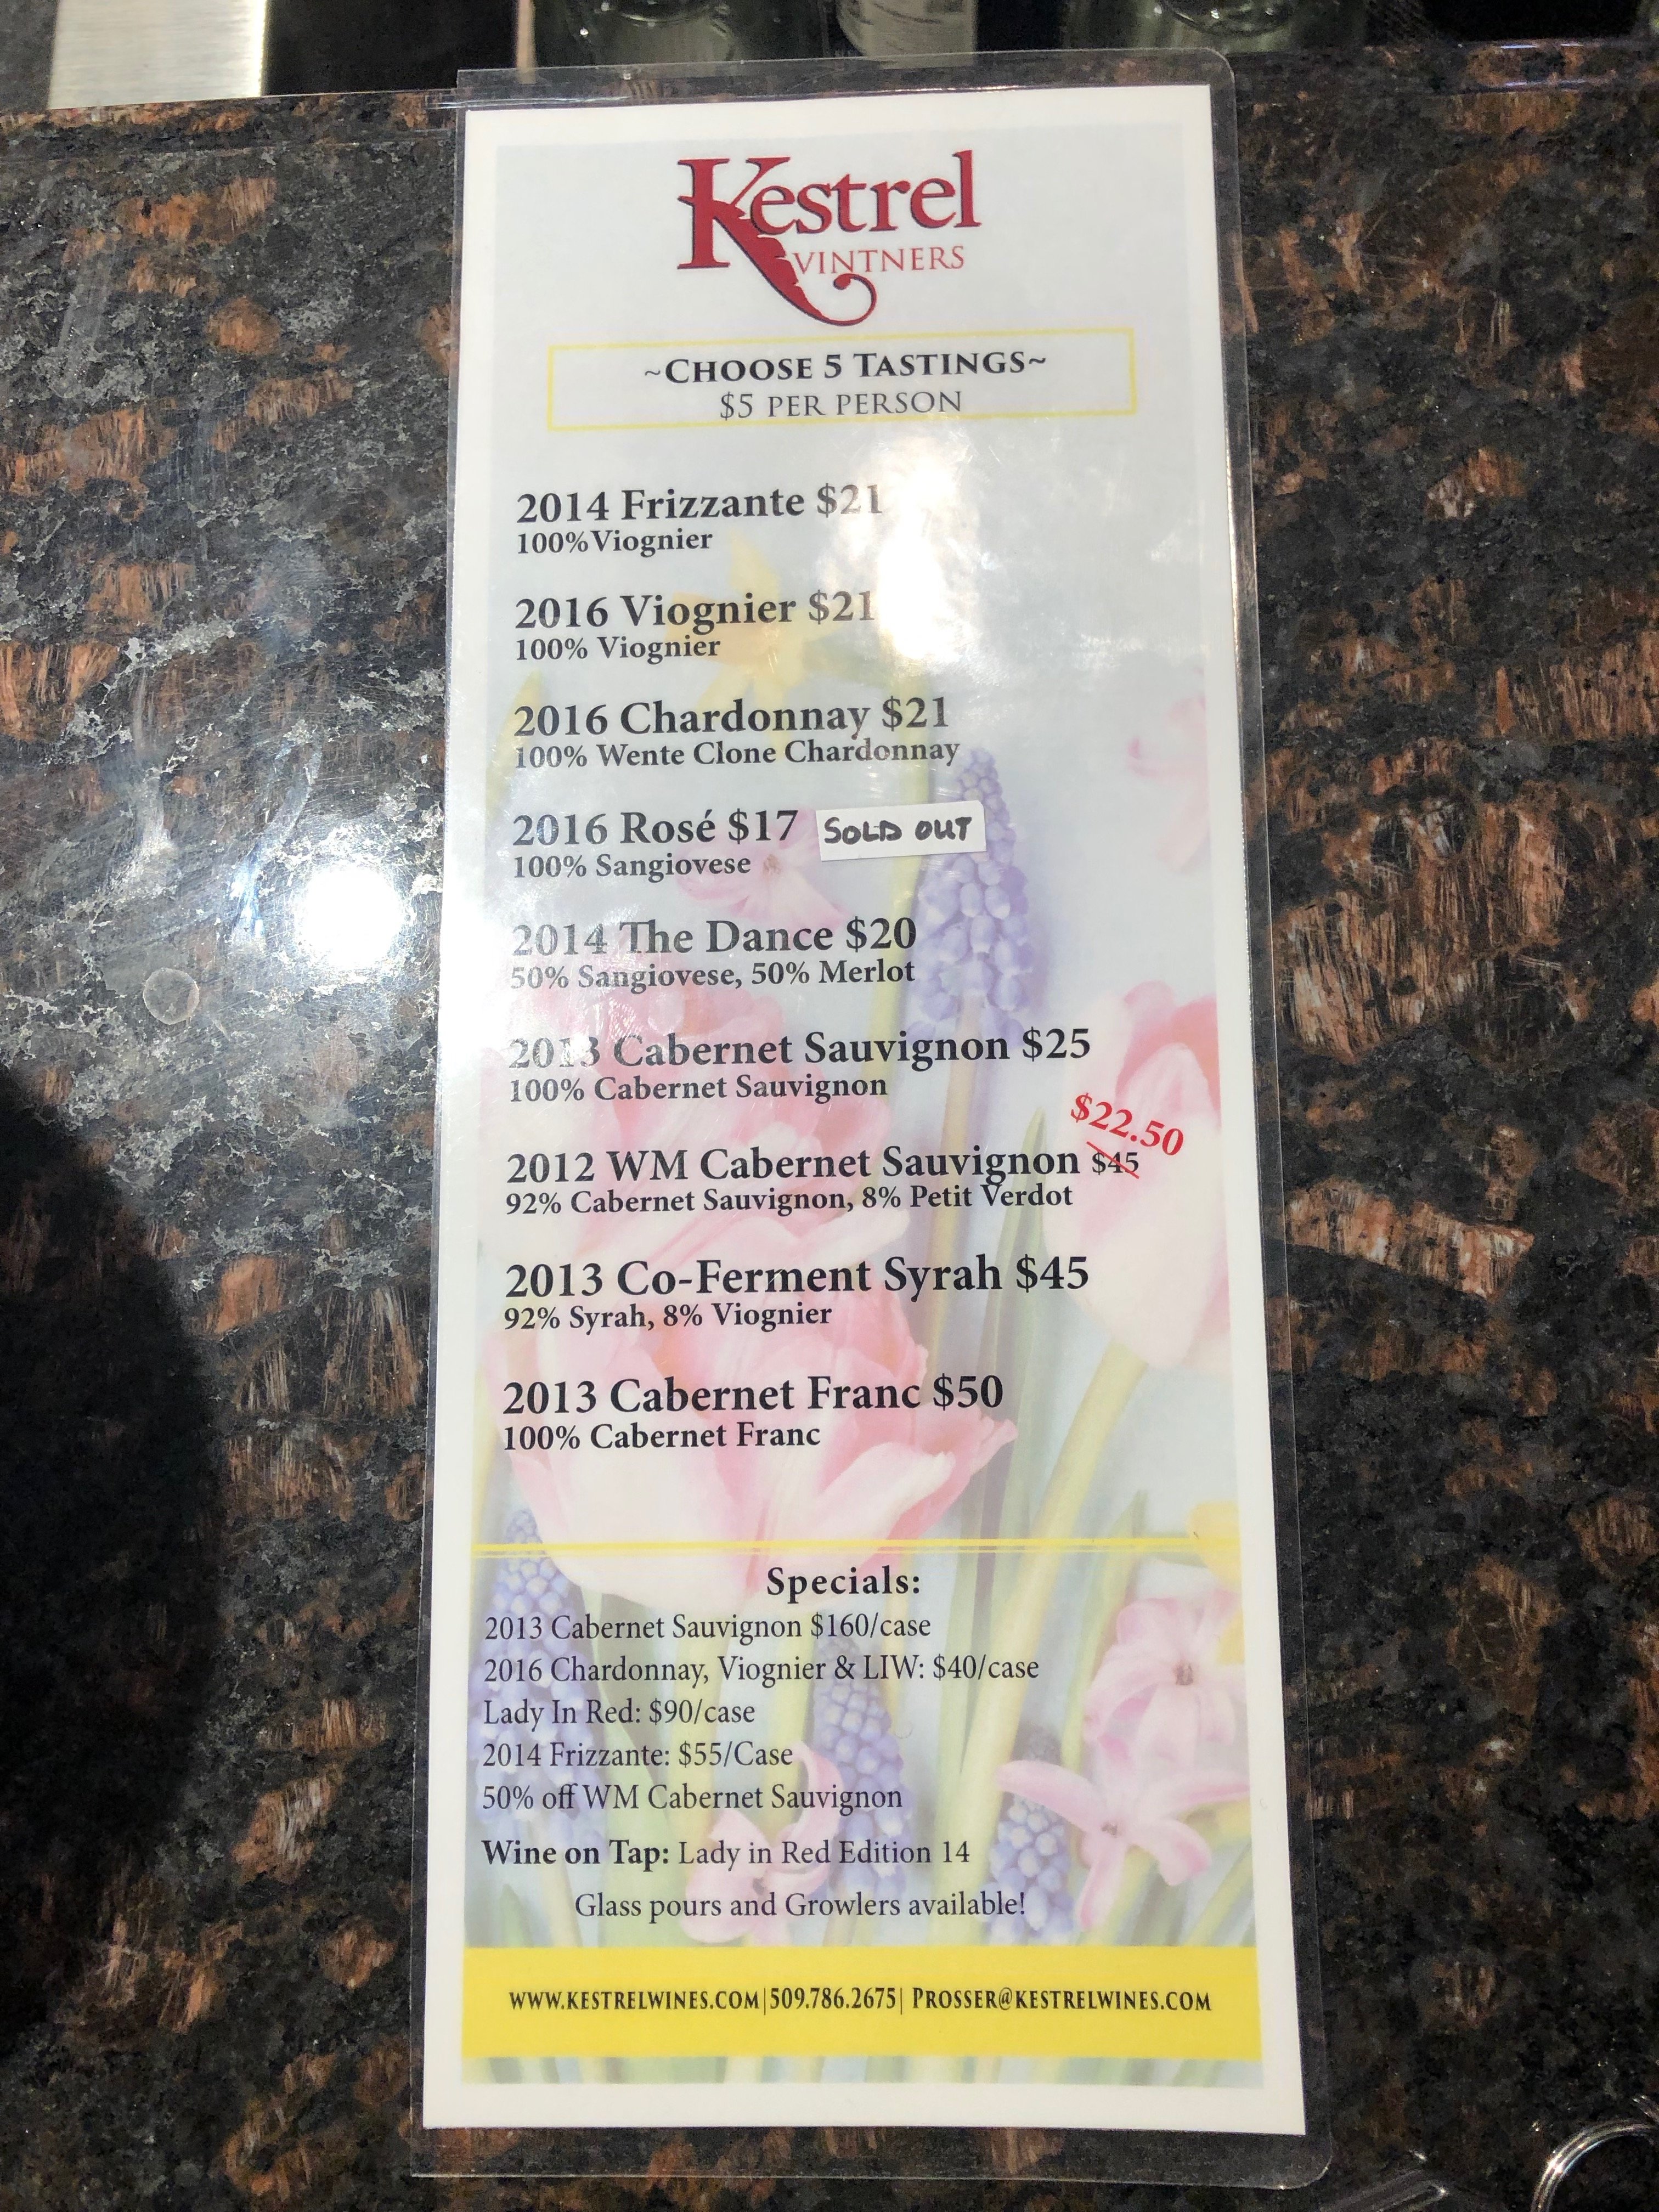 Kestrel
VINTNERS
~CHOOSE 5 TASTINGS~
$5 PER PERSON
2014 Frizzante $21
100%Viognier
2016 Viognier $21
100% Viognier
2016 Chardonnay $21
100% Wente Clone Chardonnay
2016 Rosé $17 SOLD OUT
100% Sangiovese
2014 The Dance $20
50% Sangiovese, 50% Merlot
2013 Cabernet Sauvignon $25
100% Cabernet Sauvignon
$22.50
2012 WM Cabernet Sauvignon $45
92% Cabernet Sauvignon, 8% Petit Verdot
2013 Co-Ferment Syrah $45
92% Syrah, 8% Viognier
2013 Cabernet Franc $50
100% Cabernet Franc
Specials:
2013 Cabernet Sauvignon $160/case
2016 Chardonnay, Viognier & LIW: $40/case
Lady In Red: $90/case
2014 Frizzante: $55/Case
50% off WM Cabernet Sauvignon
Wine on Tap: Lady in Red Edition 14
Glass pours and Growlers available!
WWW.KESTRELWINES.COM|509.786.2675| PROSSER@KESTRELWINES.COM